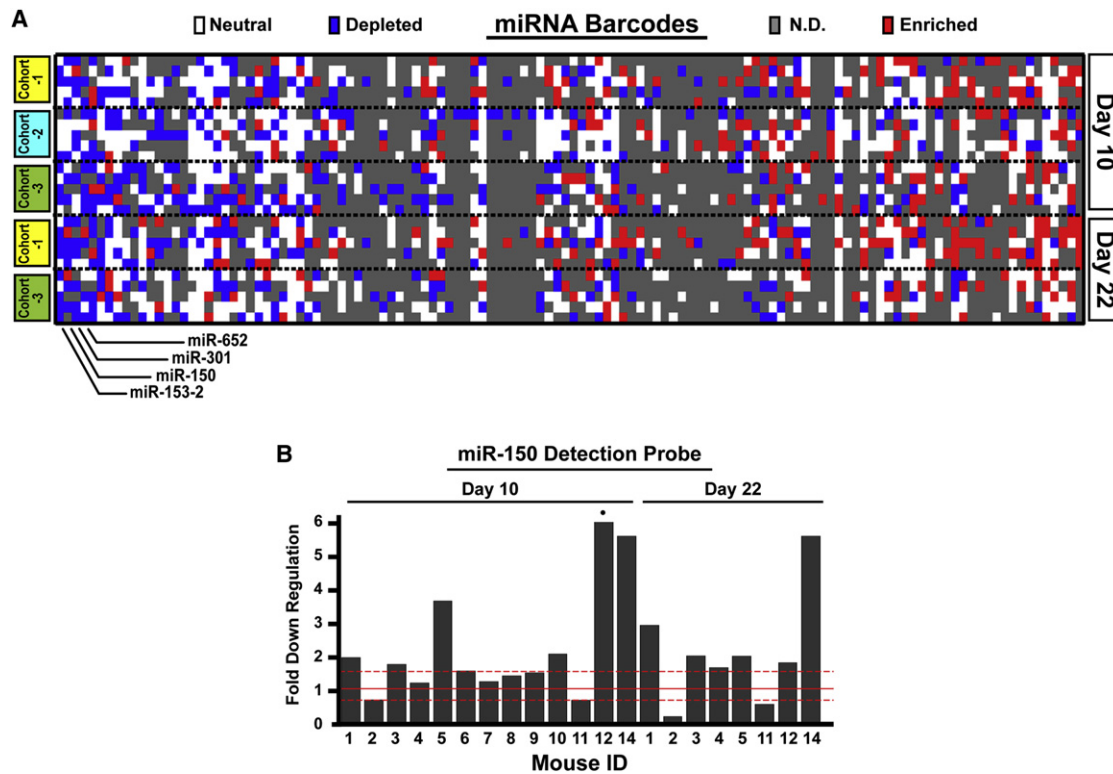 A
Neutral Depleted miRNA Barcodes N.D. Enriched
Cohort -1
Cohort -2
Cohort -3
Cohort -1
Cohort -3
Day 10
Day 22
miR-652
miR-301
miR-150
miR-153-2
B
miR-150 Detection Probe
Day 10 Day 22
Fold Down Regulation
6
5
4
3
2
1
0
1 2 3 4 5 6 7 8 9 10 11 12 14 1 2 3 4 5 11 12 14
Mouse ID